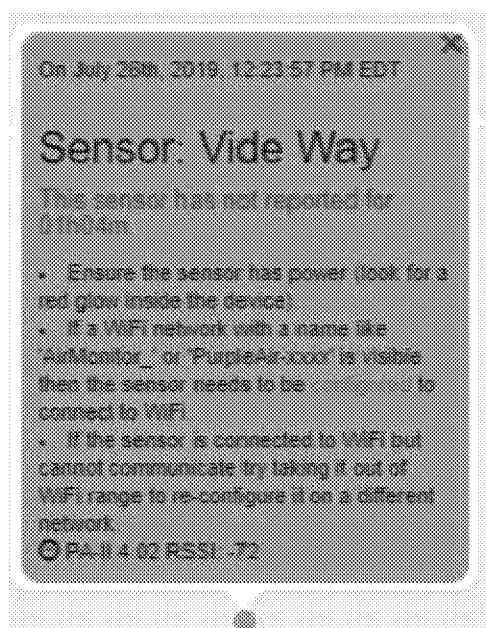 On July 26th, 2019, 12:23:57 PM EDT
Sensor: Vide Way
This sensor has not reported for
01h04m.
• Ensure the sensor has power (look for a
red glow inside the device)
• If a WiFi network with a name like
"AirMonitor_" or "PurpleAir-xxxx" is visible
then the sensor needs to be configured to
connect to WiFi.
• If the sensor is connected to WiFi but
cannot communicate try taking it out of
WiFi range to re-configure it on a different
network.
PA-II 4.02 RSSI: -72